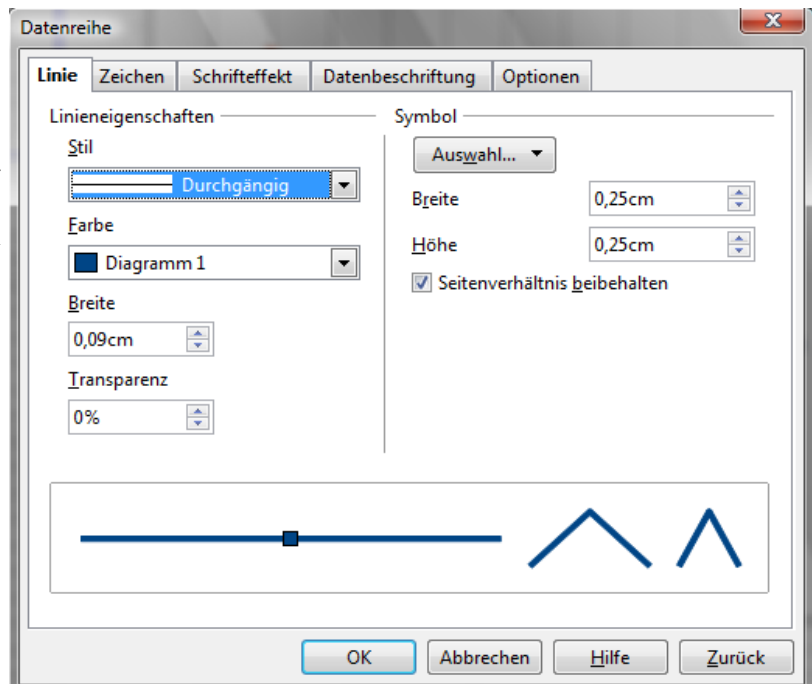 Datenreihe
Linie Zeichen Schrifteffekt Datenbeschriftung Optionen
Linieneigenschaften
Stil
Durchgängig
Farbe
Diagramm 1
Breite
0,09cm
Transparenz
0%
Symbol
Auswahl...
Breite 0,25cm
Höhe 0,25cm
Seitenverhältnis beibehalten
OK Abbrechen Hilfe Zurück